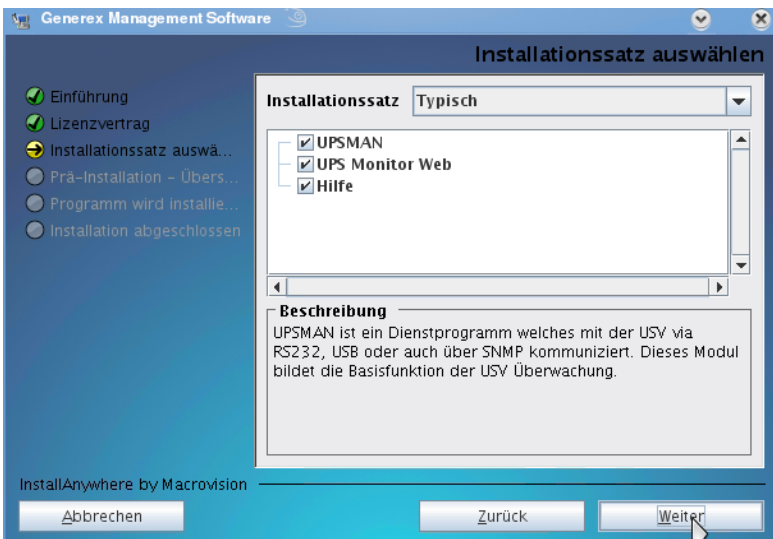 Generex Management Software
Installationssatz auswählen
Einführung
Lizenzvertrag
Installationssatz auswä...
Prä-Installation - Übers...
Programm wird installie...
Installation abgeschlossen
Installationssatz Typisch
UPSMAN
UPS Monitor Web
Hilfe
Beschreibung
UPSMAN ist ein Dienstprogramm welches mit der USV via
RS232, USB oder auch über SNMP kommuniziert. Dieses Modul
bildet die Basisfunktion der USV Überwachung.
InstallAnywhere by Macrovision
Abbrechen Zurück Weiter